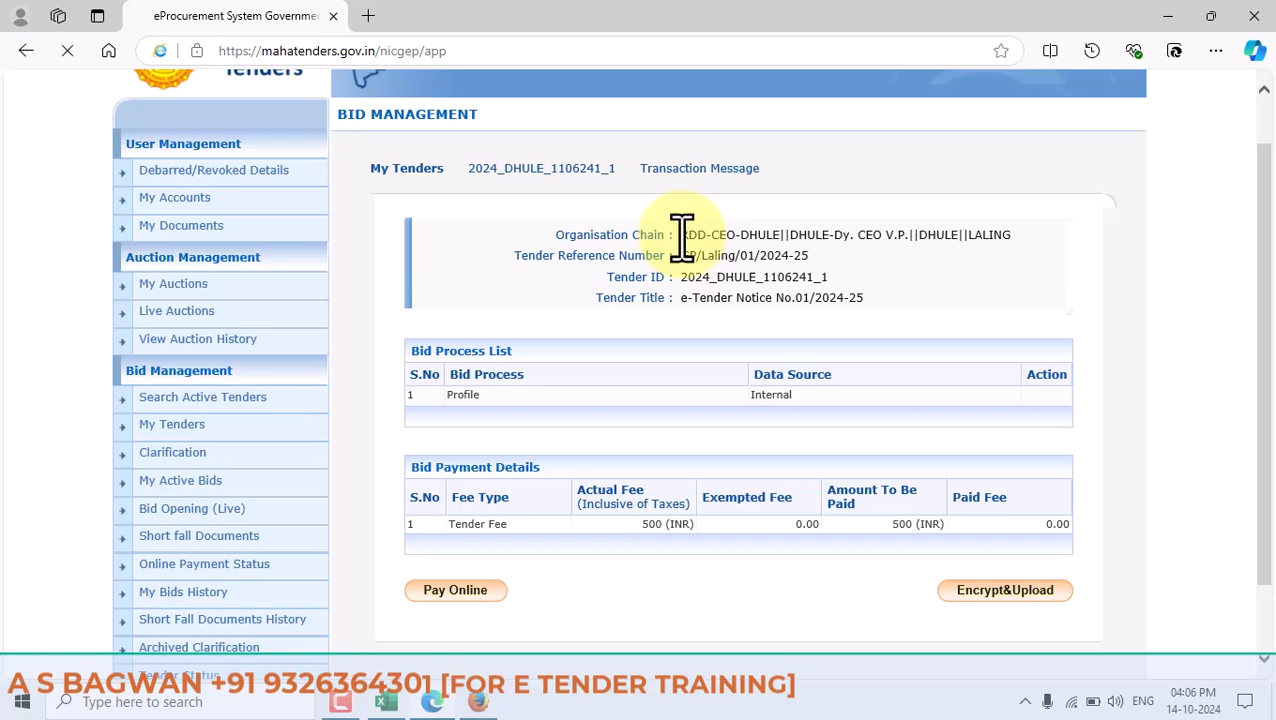 eProcurement System Governme
https://mahatenders.gov.in/nicgep/app
Tenders
BID MANAGEMENT
User Management
Debarred/Revoked Details
My Accounts
My Documents
Auction Management
My Auctions
Live Auctions
View Auction History
Bid Management
Search Active Tenders
My Tenders
Clarification
My Active Bids
Bid Opening (Live)
Short fall Documents
Online Payment Status
My Bids History
Short Fall Documents History
Archived Clarification
Tender Status
My Tenders 2024_DHULE_1106241_1 Transaction Message
Organisation Chain : RDD-CEO-DHULE||DHULE-Dy. CEO V.P.||DHULE||LALING
Tender Reference Number : GP/Laling/01/2024-25
Tender ID : 2024_DHULE_1106241_1
Tender Title : e-Tender Notice No.01/2024-25
Bid Process List
S.No Bid Process Data Source Action
1 Profile Internal
Bid Payment Details
S.No Fee Type Actual Fee (Inclusive of Taxes) Exempted Fee Amount To Be Paid Paid Fee
1 Tender Fee 500 (INR) 0.00 500 (INR) 0.00
Pay Online Encrypt&Upload
A S BAGWAN +91 9326364301 [FOR E TENDER TRAINING]
Type here to search
ENG
04:06 PM
14-10-2024